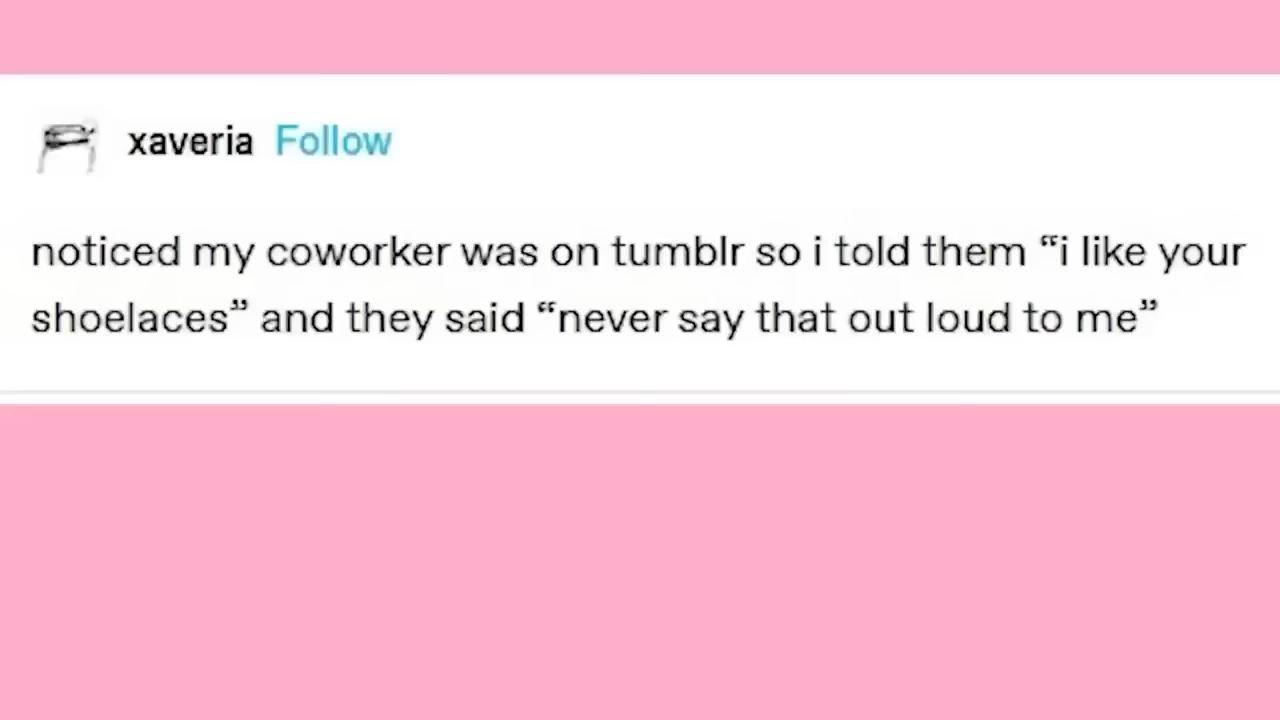 xaveria Follow
noticed my coworker was on tumblr so i told them “i like your
shoelaces” and they said “never say that out loud to me”